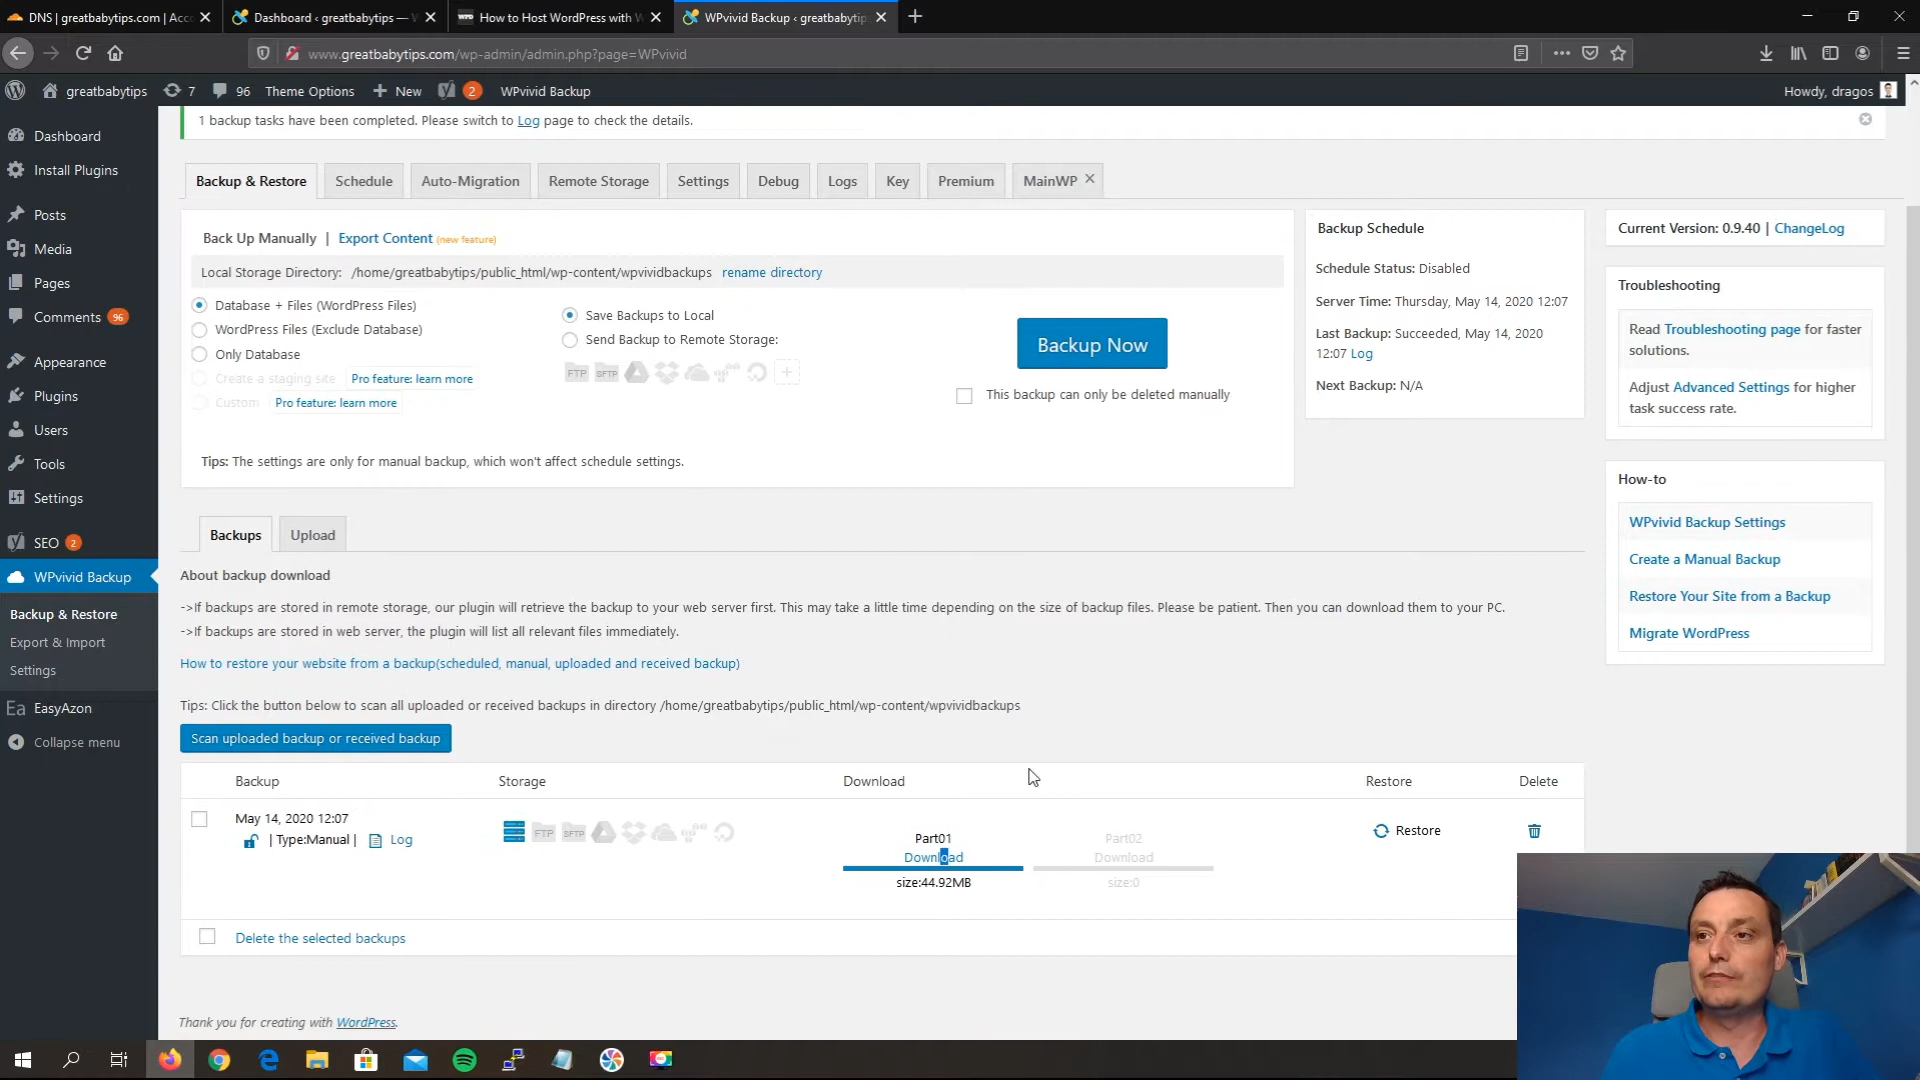 DNS | greatbabytips.com | Acc
Dashboard ‹ greatbabytips —
How to Host WordPress with
WPvivid Backup ‹ greatbabytip
www.greatbabytips.com/wp-admin/admin.php?page=WPvivid
greatbabytips 7 96 Theme Options + New 2 WPvivid Backup Howdy, dragos
1 backup tasks have been completed. Please switch to Log page to check the details.
Dashboard
Install Plugins
Posts
Media
Pages
Comments 96
Appearance
Plugins
Users
Tools
Settings
SEO 2
WPvivid Backup
Backup & Restore
Export & Import
Settings
EasyAzon
Collapse menu
Backup & Restore Schedule Auto-Migration Remote Storage Settings Debug Logs Key Premium MainWP
Back Up Manually | Export Content (new feature)
Local Storage Directory: /home/greatbabytips/public_html/wp-content/wpvividbackups rename directory
Database + Files (WordPress Files)
WordPress Files (Exclude Database)
Only Database
Create a staging site Pro feature: learn more
Custom Pro feature: learn more
Save Backups to Local
Send Backup to Remote Storage:
FTP SFTP
Backup Now
This backup can only be deleted manually
Tips: The settings are only for manual backup, which won't affect schedule settings.
Backup Schedule
Schedule Status: Disabled
Server Time: Thursday, May 14, 2020 12:07
Last Backup: Succeeded, May 14, 2020
12:07 Log
Next Backup: N/A
Current Version: 0.9.40 | ChangeLog
Troubleshooting
Read Troubleshooting page for faster
solutions.
Adjust Advanced Settings for higher
task success rate.
How-to
WPvivid Backup Settings
Create a Manual Backup
Restore Your Site from a Backup
Migrate WordPress
Backups Upload
About backup download
->If backups are stored in remote storage, our plugin will retrieve the backup to your web server first. This may take a little time depending on the size of backup files. Please be patient. Then you can download them to your PC.
->If backups are stored in web server, the plugin will list all relevant files immediately.
How to restore your website from a backup(scheduled, manual, uploaded and received backup)
Tips: Click the button below to scan all uploaded or received backups in directory /home/greatbabytips/public_html/wp-content/wpvividbackups
Scan uploaded backup or received backup
Backup Storage Download Restore Delete
May 14, 2020 12:07
| Type:Manual | Log
FTP SFTP
Part01
Download
size:44.92MB
Part02
Download
size:0
Restore
Delete the selected backups
Thank you for creating with WordPress.